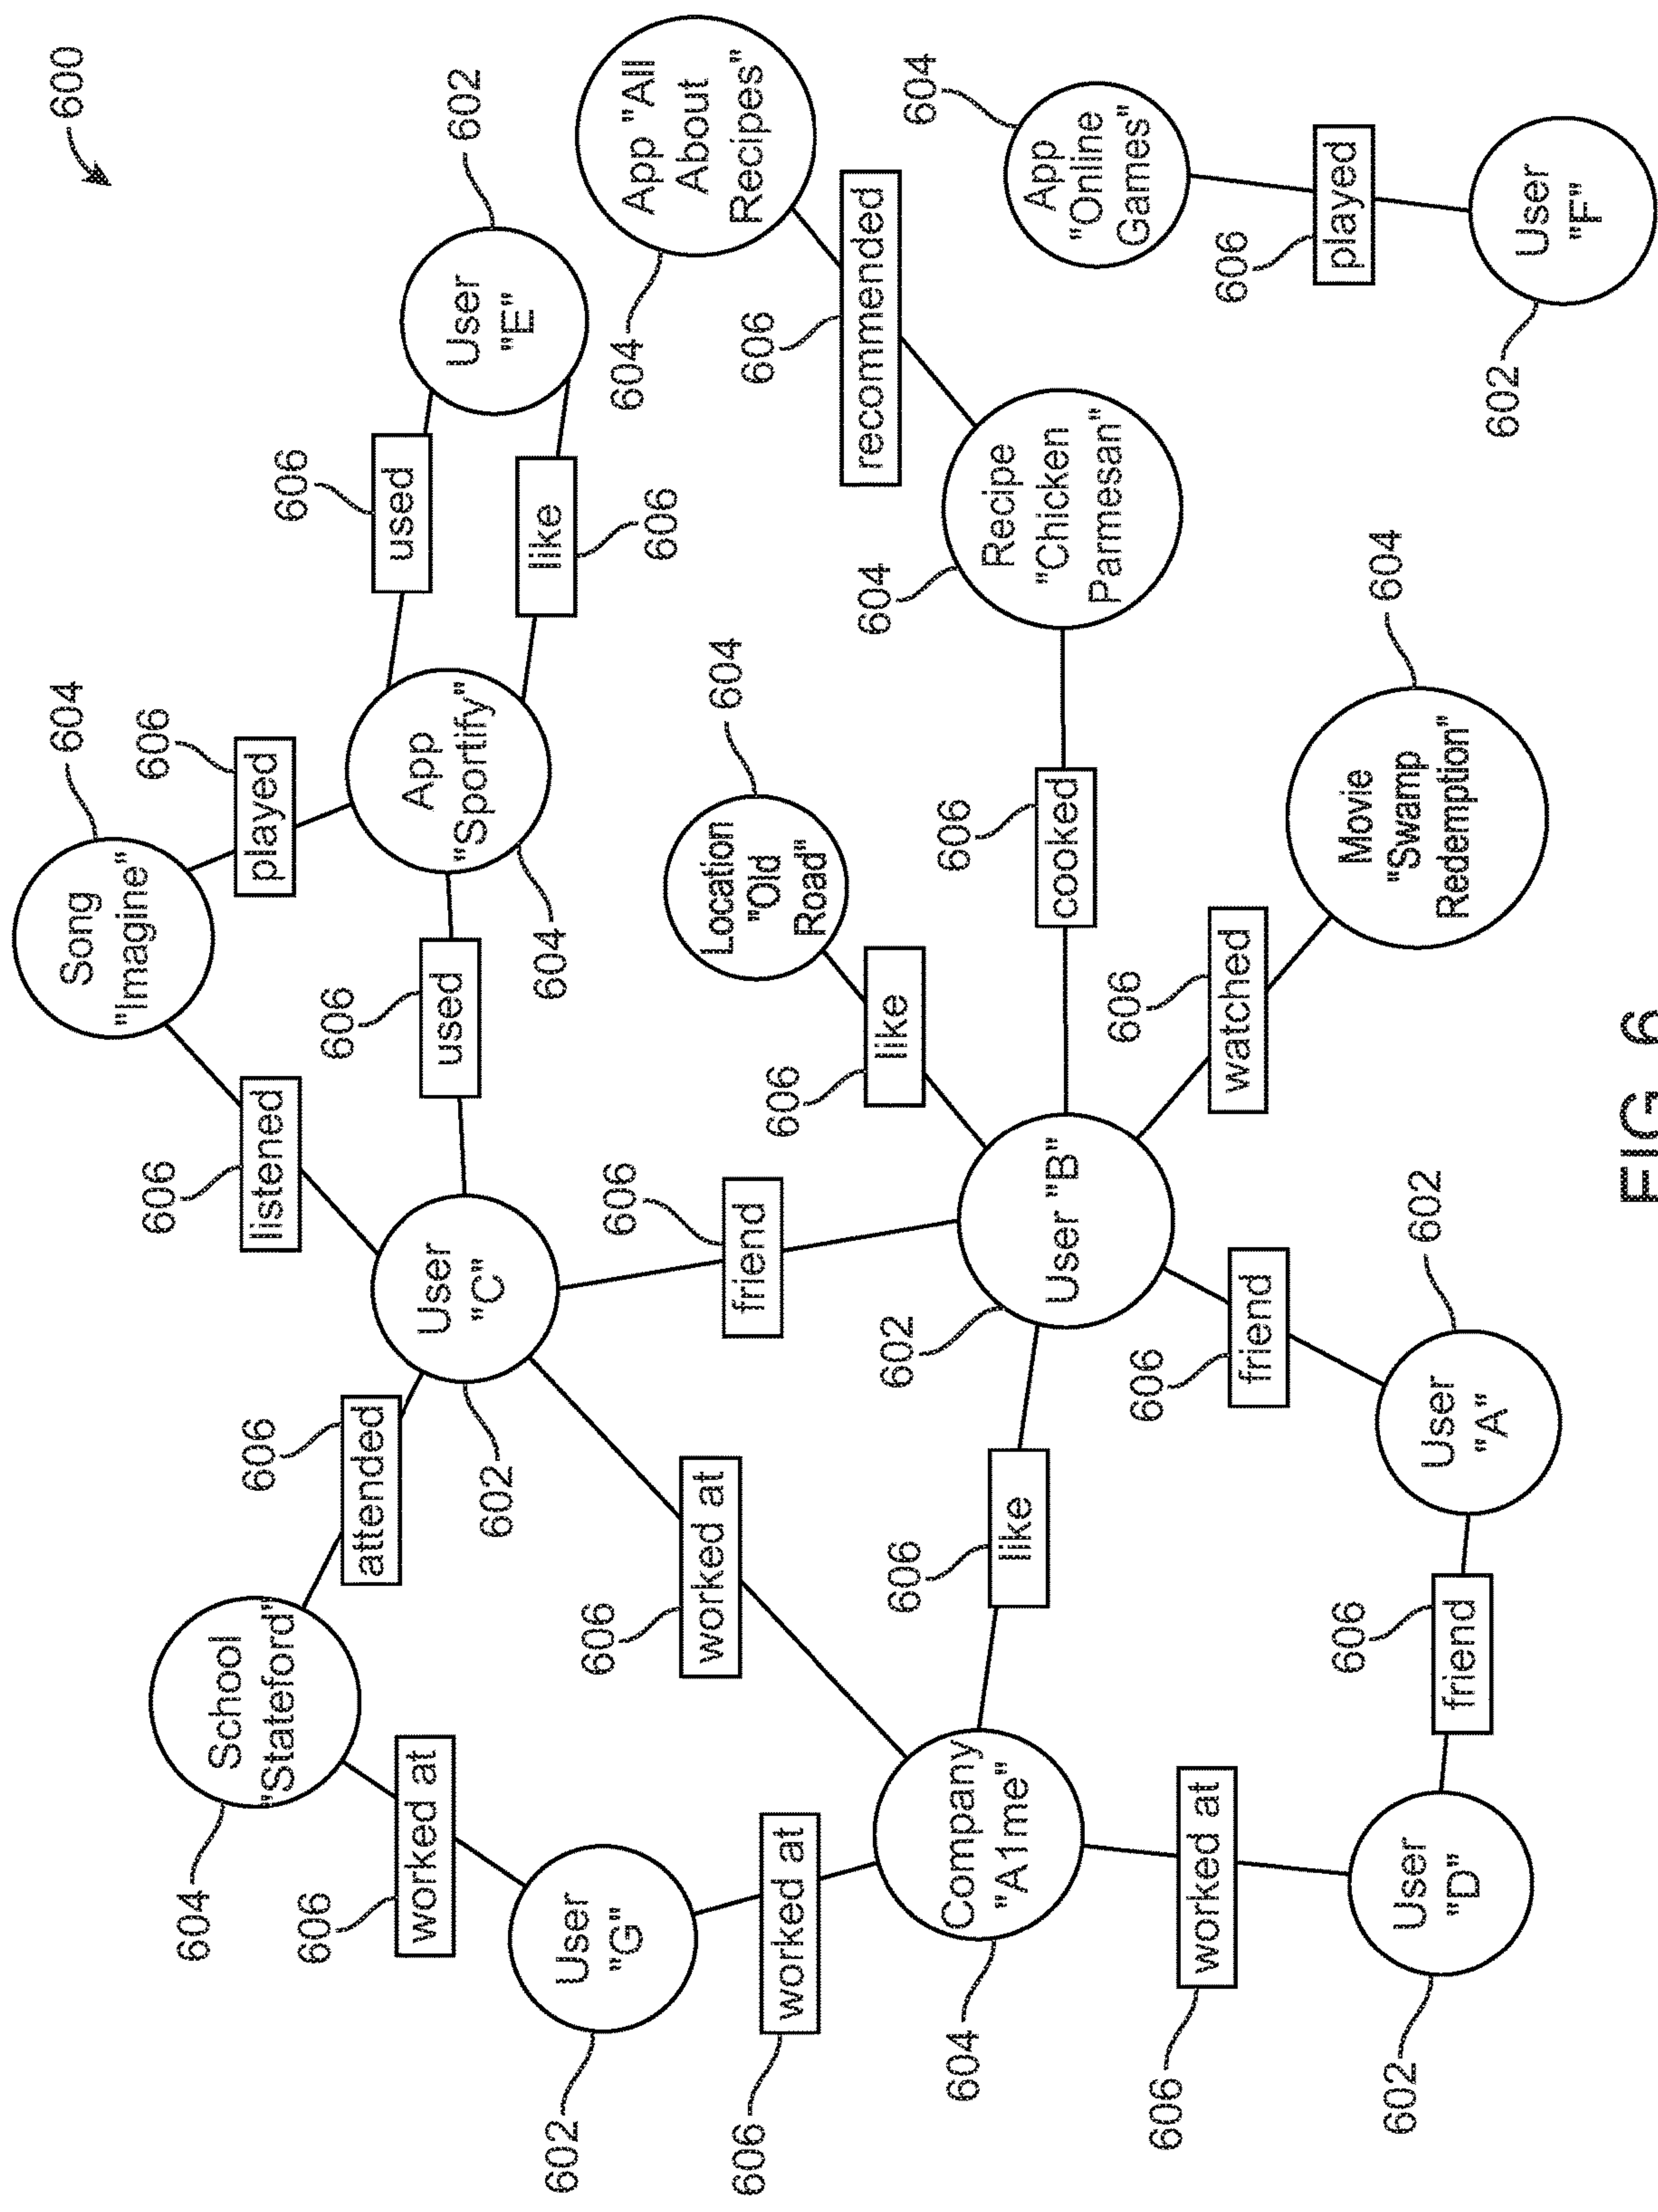 600
604
Song
"Imagine"
606
played
606
listened
604
School
"Stateford"
606
attended
606
worked at
606
used
602
User
"E"
606
like
App
"Sportify"
604
606
used
User
"C"
602
602
User
"G"
606
worked at
606
worked at
606
friend
604
App "All
About
Recipes"
606
recommended
604
Location
"Old
Road"
606
like
604
Company
"A1me"
606
like
602
User "B"
606
cooked
604
Recipe
"Chicken
Parmesan"
604
App
"Online
Games"
606
played
602
User
"F"
606
worked at
606
friend
606
watched
604
Movie
"Swamp
Redemption"
602
User
"D"
606
friend
602
User
"A"
FIG. 6